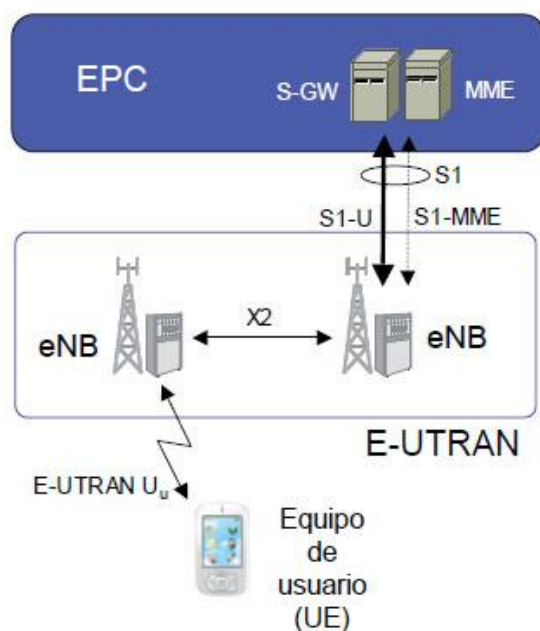 EPC
S-GW
MME
S1
S1-U
S1-MME
X2
eNB
eNB
E-UTRAN
E-UTRAN Uu
Equipo
de
usuario
(UE)